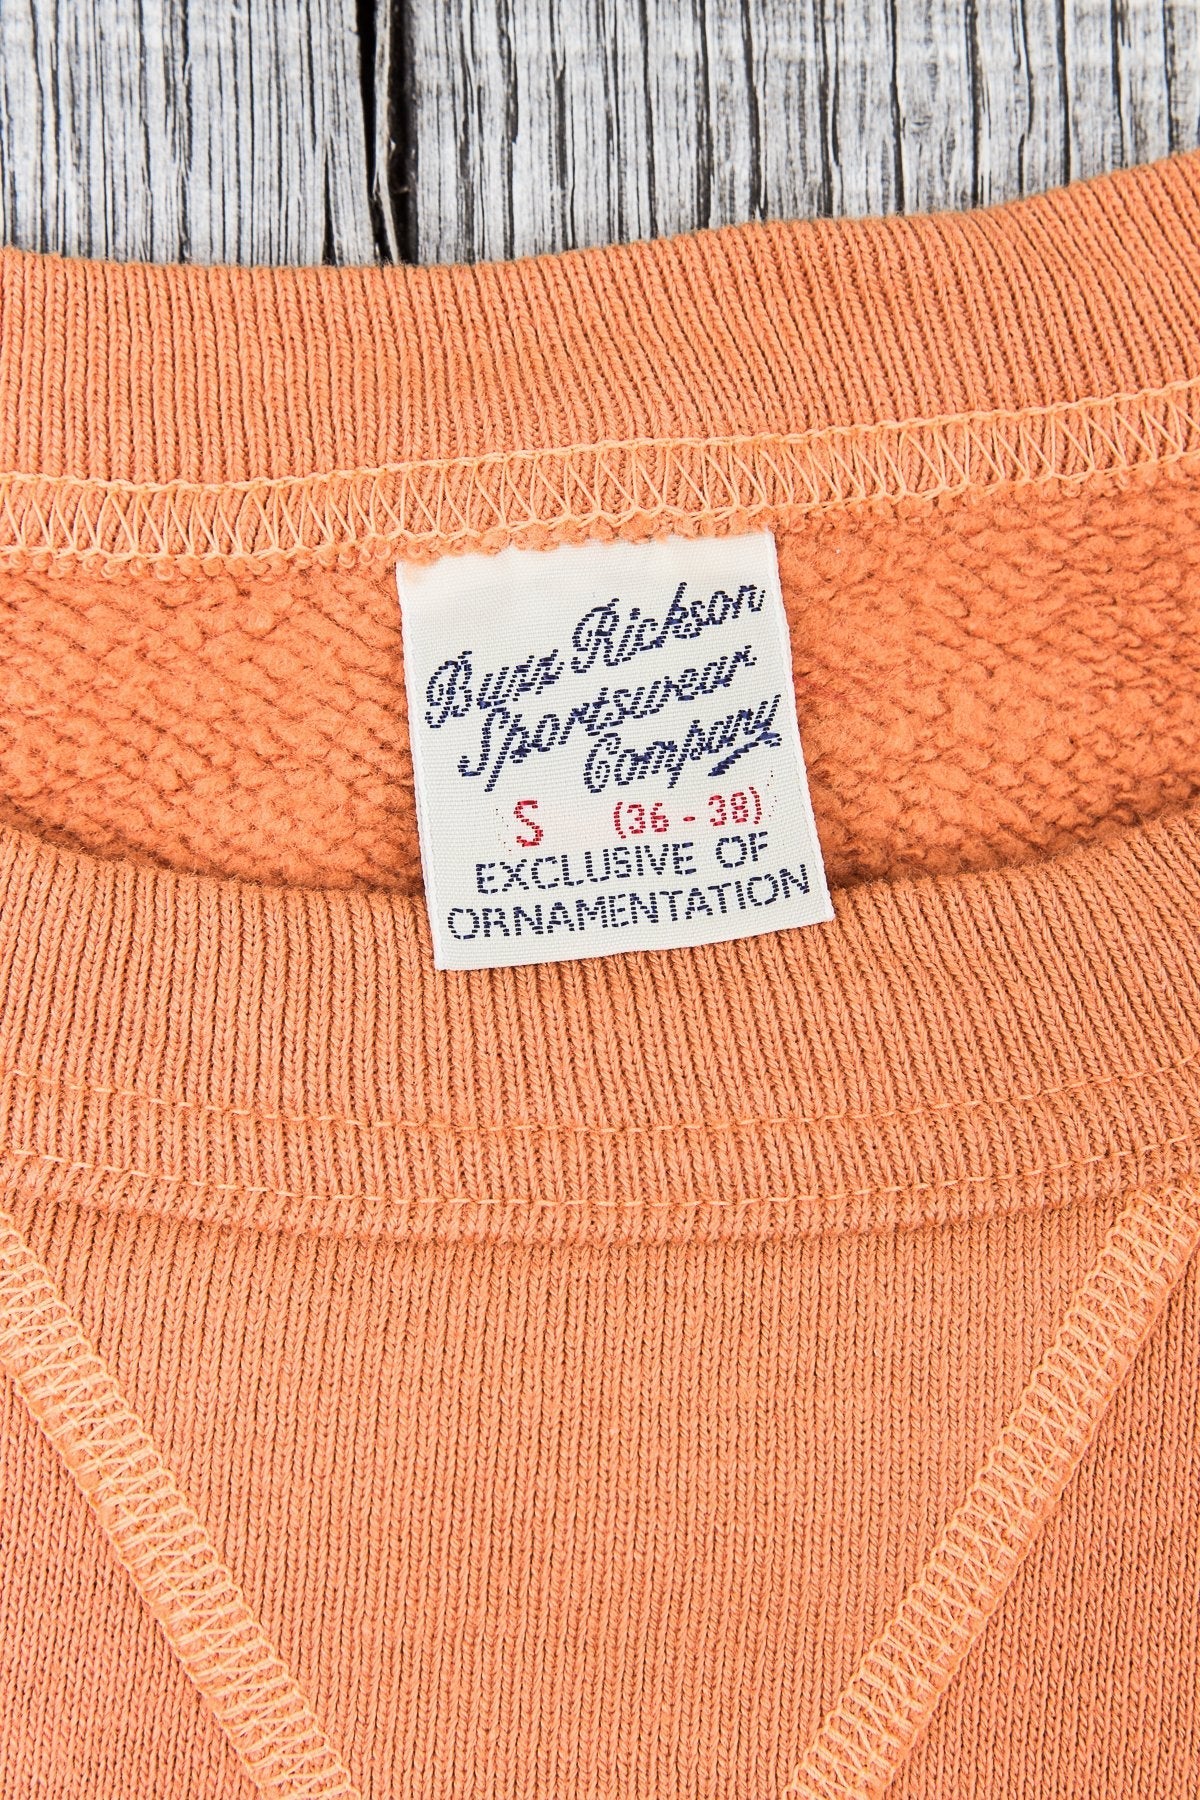 Buzz Rickson
Sportswear
Company
S (36-38)
EXCLUSIVE OF
ORNAMENTATION